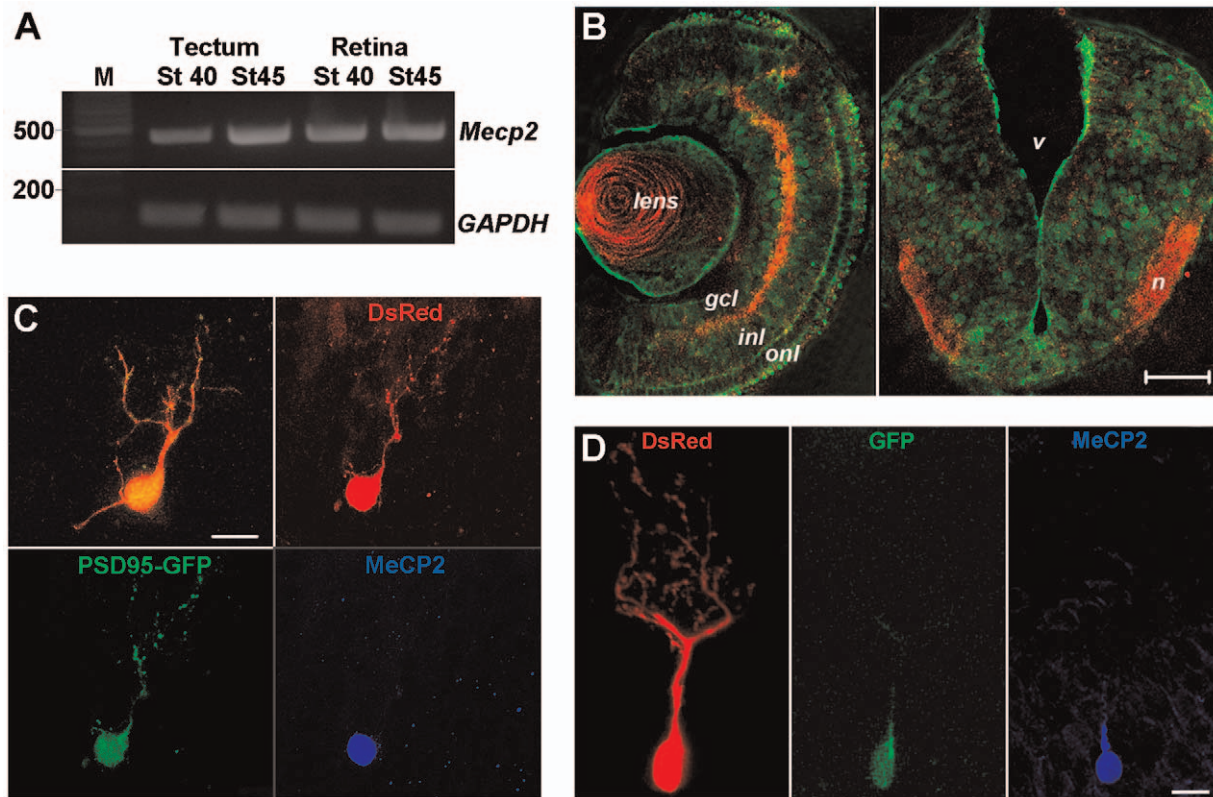 A
Tectum Retina
M St 40 St45 St 40 St45
500 Mecp2
200
GAPDH
B
lens
gcl
inl
onl
v
n
C
DsRed
PSD95-GFP MeCP2
D
DsRed GFP MeCP2